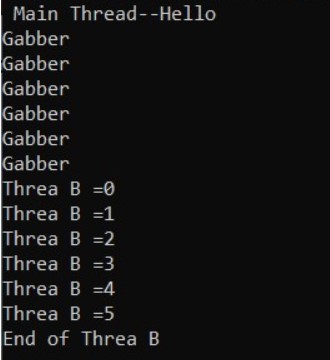 Main Thread--Hello
Gabber
Gabber
Gabber
Gabber
Gabber
Gabber
Threa B =0
Threa B =1
Threa B =2
Threa B =3
Threa B =4
Threa B =5
End of Threa B